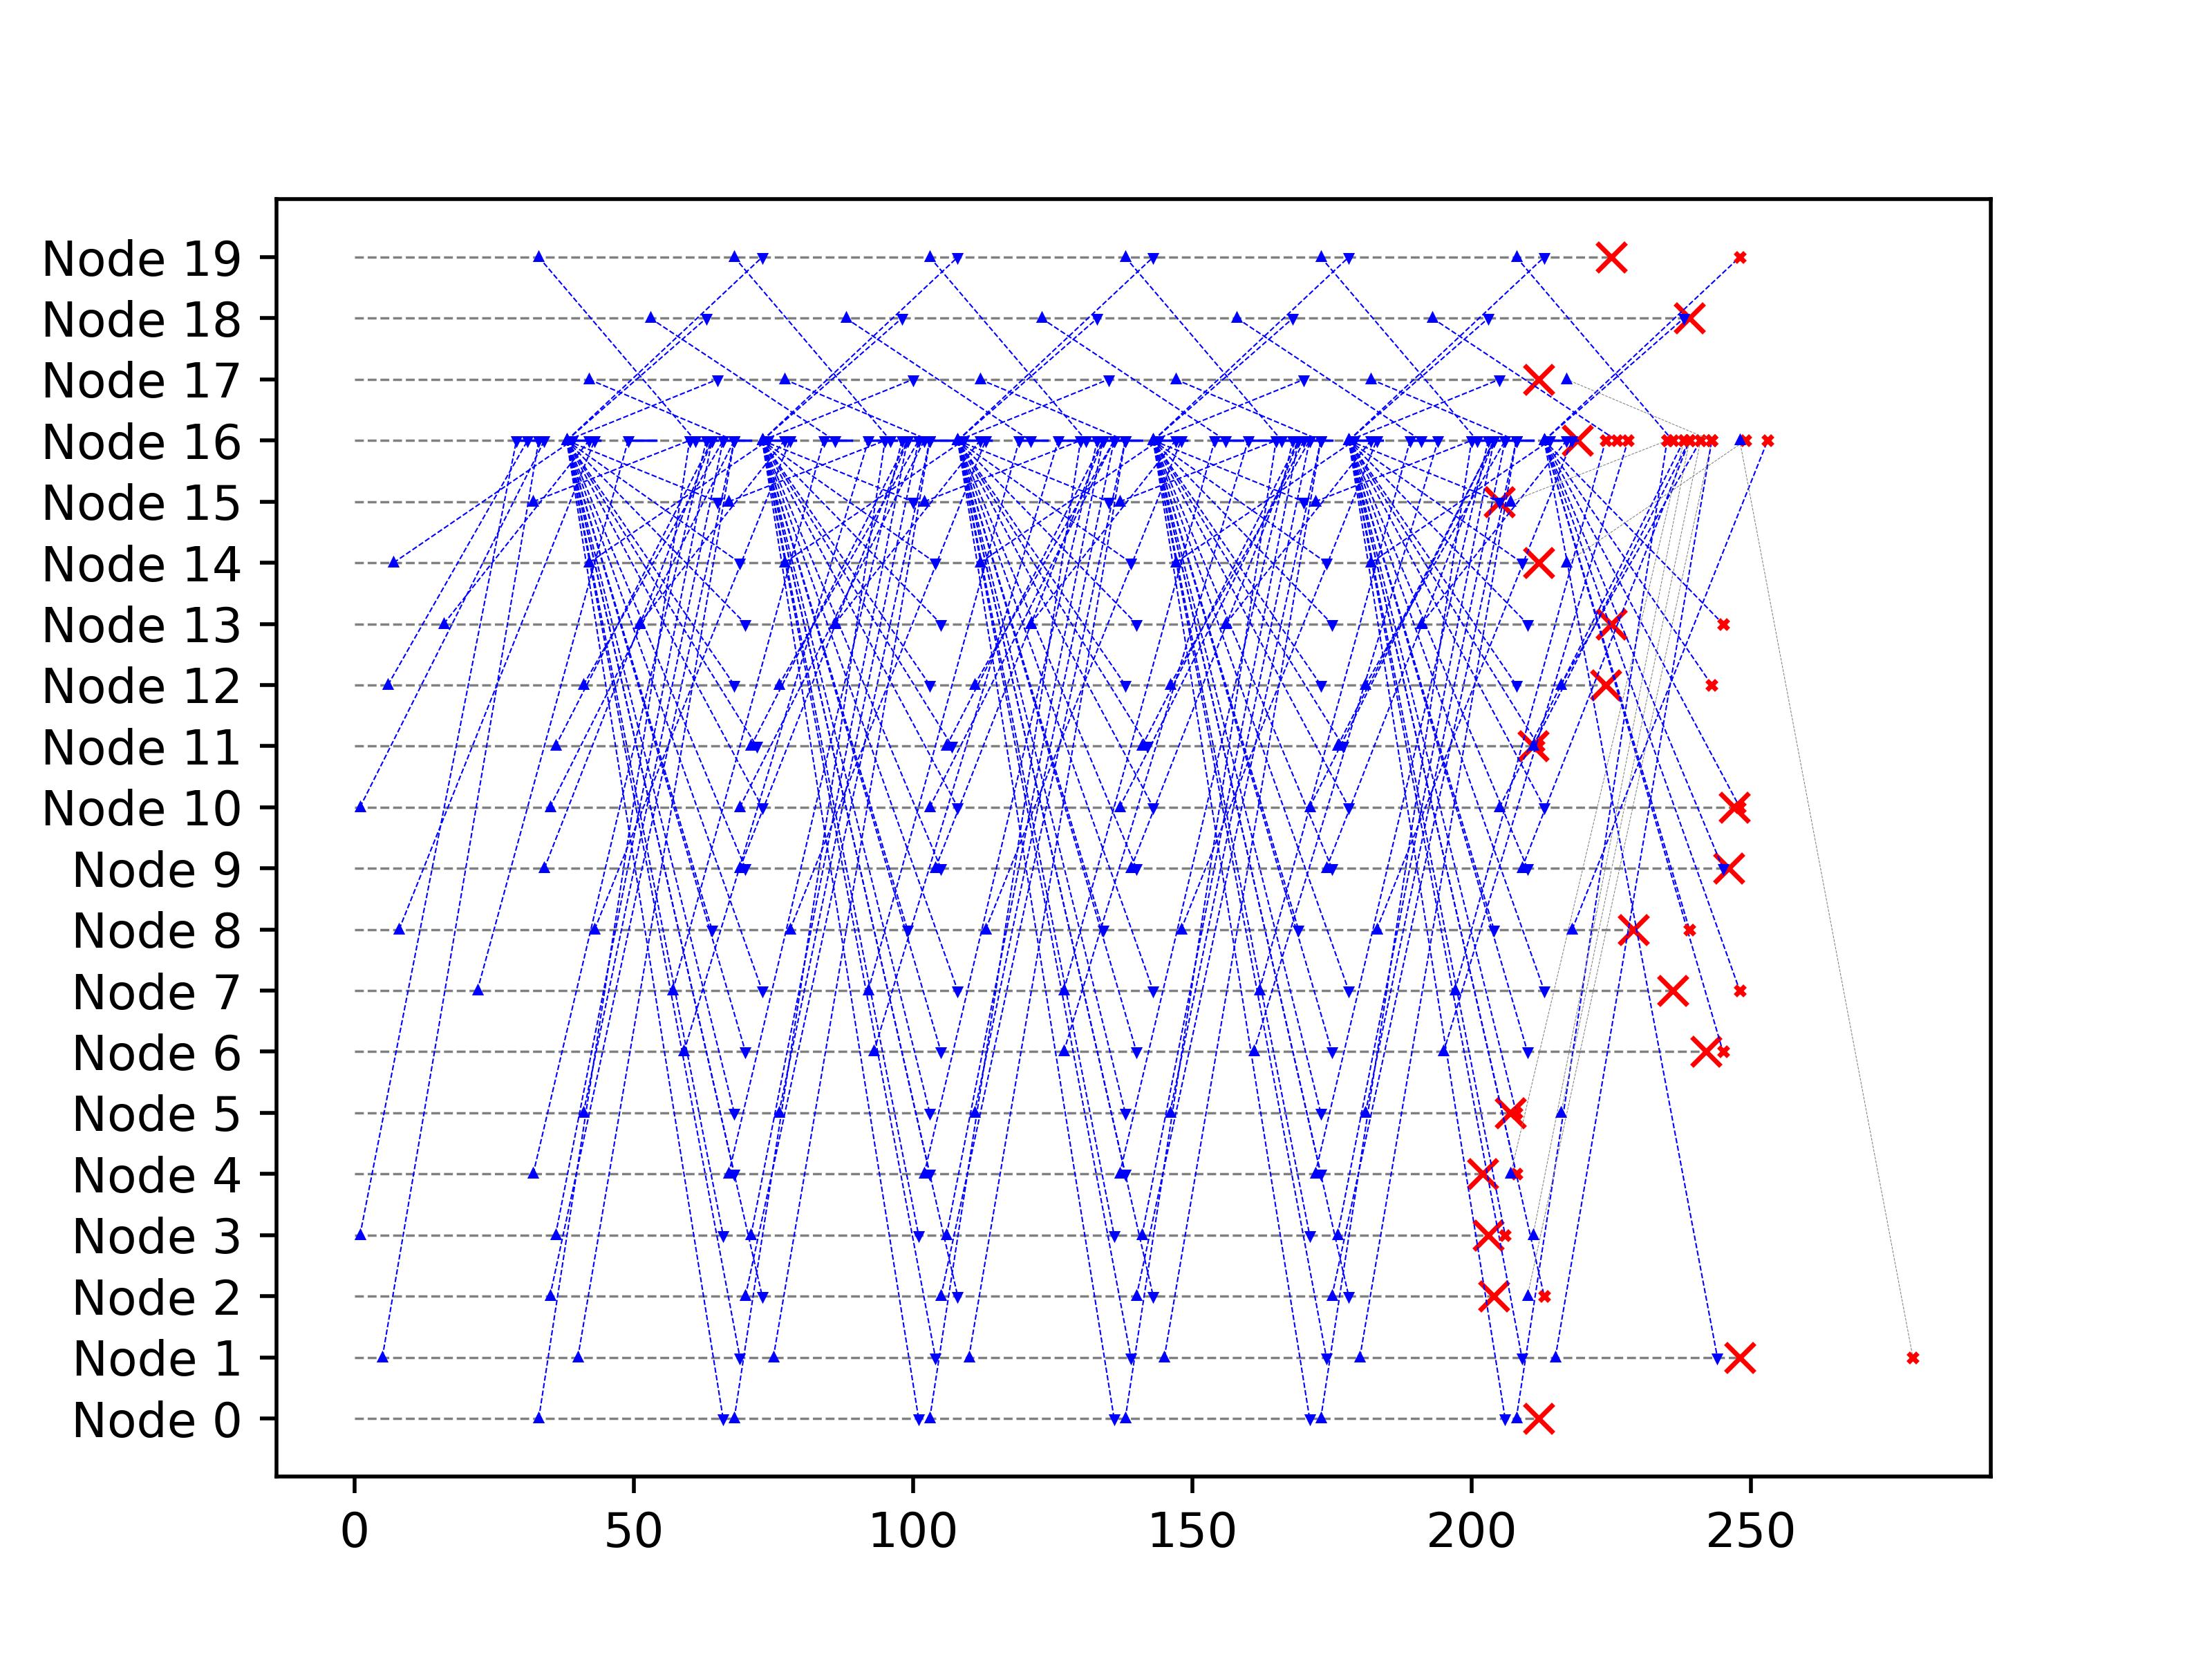 Node 19
Node 18
Node 17
Node 16
Node 15
Node 14
Node 13
Node 12
Node 11
Node 10
Node 9
Node 8
Node 7
Node 6
Node 5
Node 4
Node 3
Node 2
Node 1
Node 0
0 50 100 150 200 250